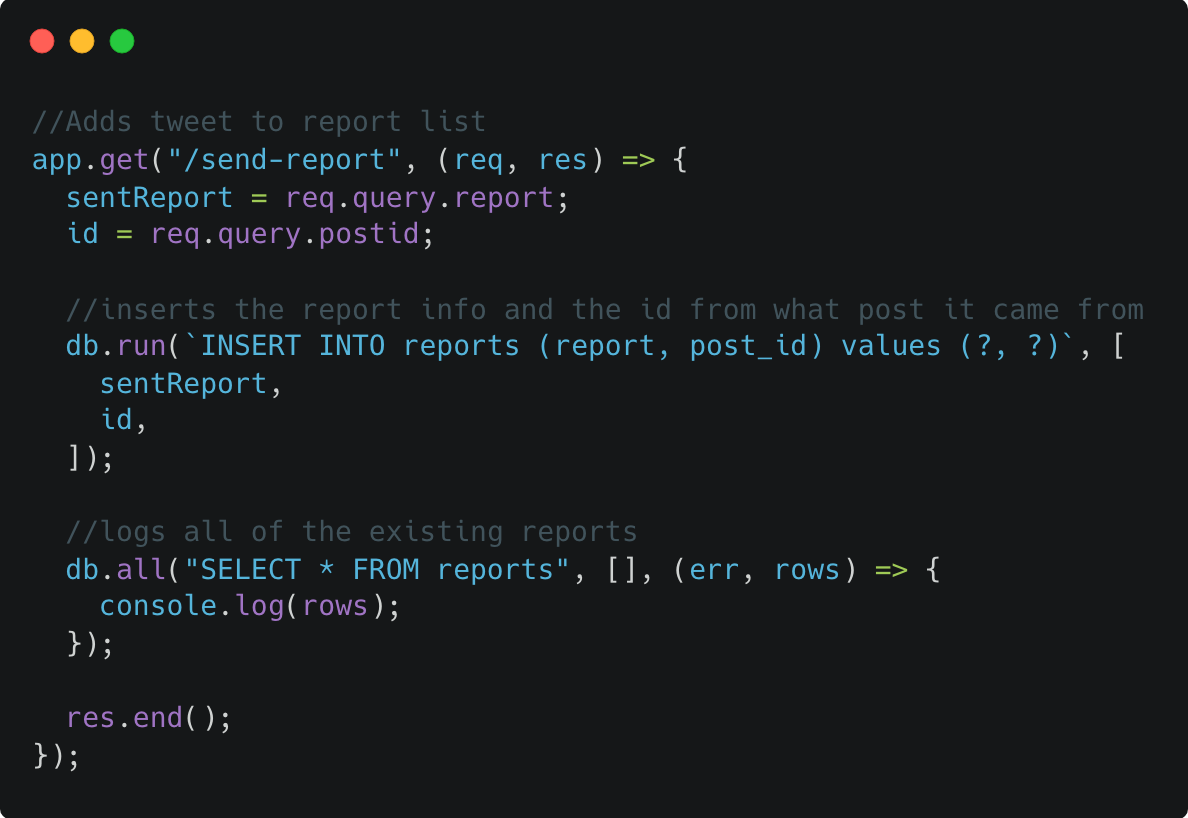 //Adds tweet to report list
app.get("/send-report", (req, res) => {
  sentReport = req.query.report;
  id = req.query.postid;

  //inserts the report info and the id from what post it came from
  db.run(`INSERT INTO reports (report, post_id) values (?, ?)`, [
    sentReport,
    id,
  ]);

  //logs all of the existing reports
  db.all("SELECT * FROM reports", [], (err, rows) => {
    console.log(rows);
  });

  res.end();
});